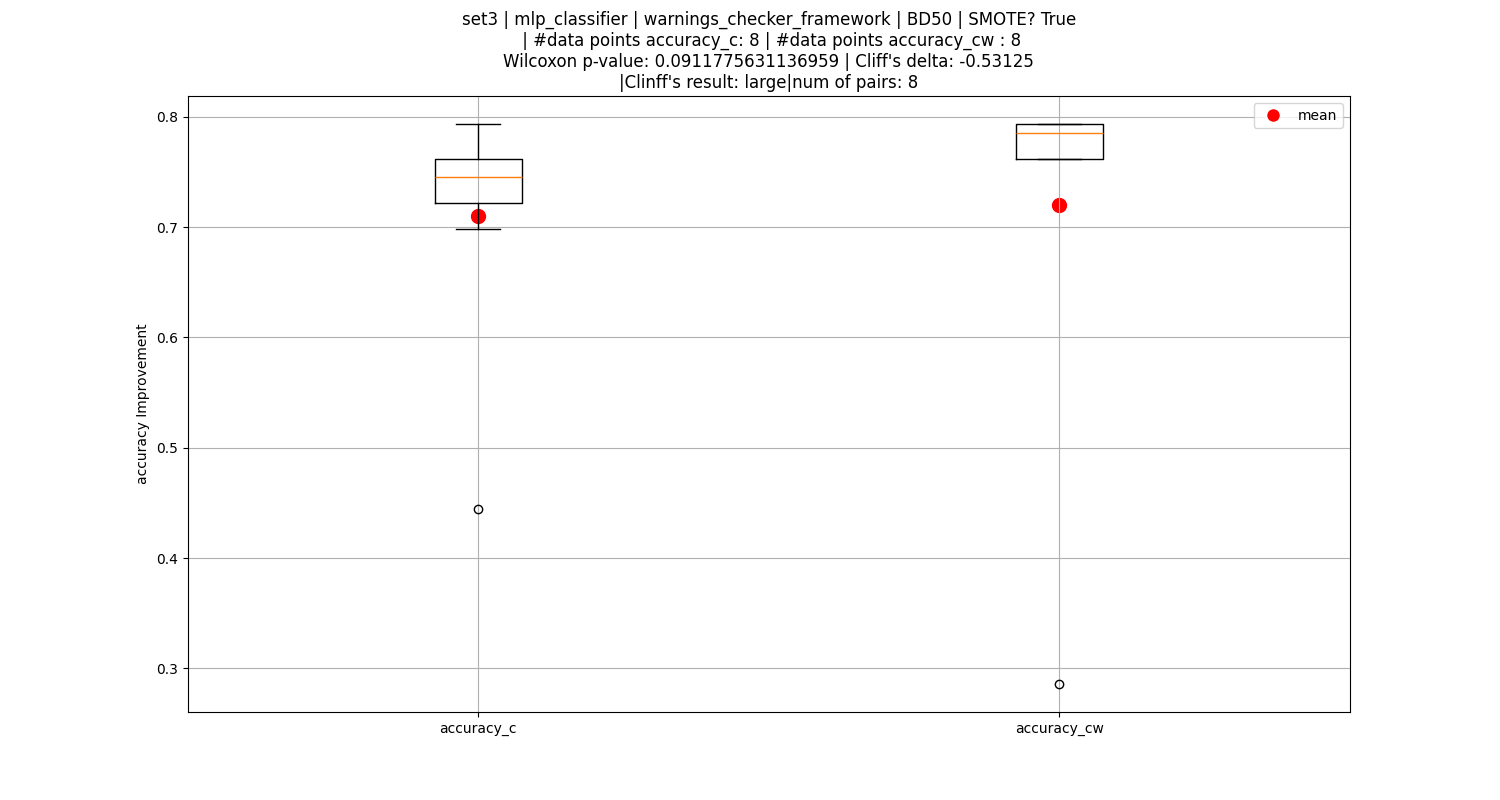 set3 | mlp_classifier | warnings_checker_framework | BD50 | SMOTE? True
| #data points accuracy_c: 8 | #data points accuracy_cw : 8
Wilcoxon p-value: 0.0911775631136959 | Cliff's delta: -0.53125
|Clinff's result: large|num of pairs: 8
mean
0.8
0.7
0.6
0.5
0.4
0.3
accuracy Improvement
accuracy_c
accuracy_cw